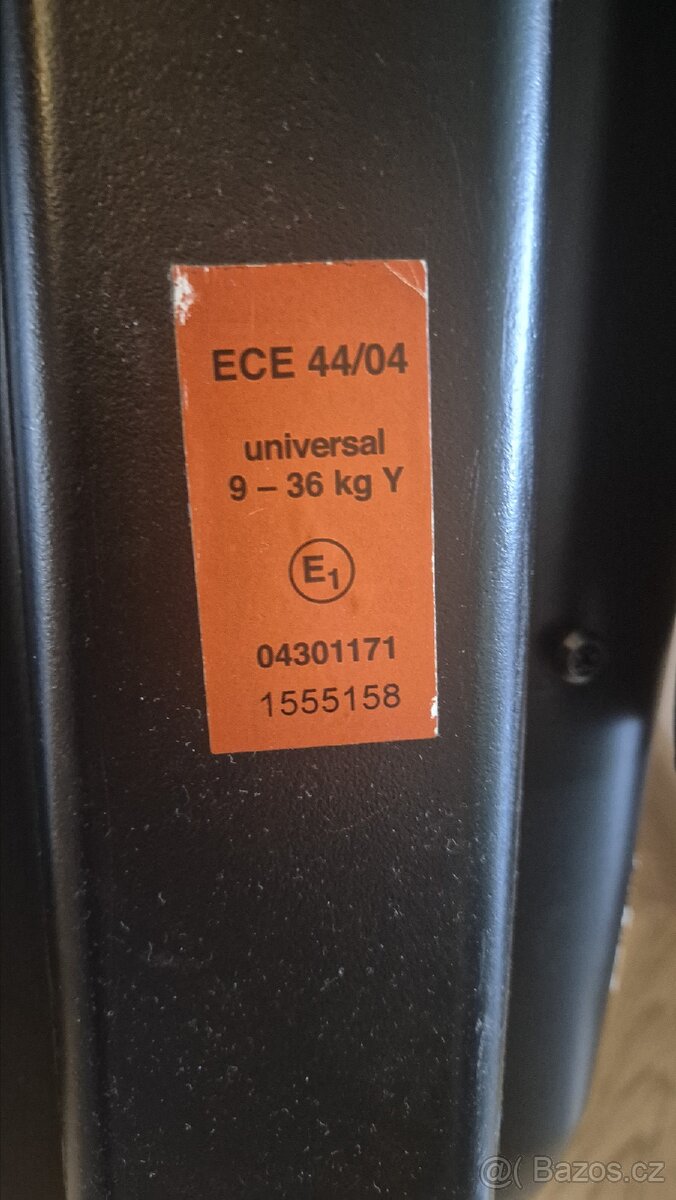 ECE 44/04
universal
9 – 36 kg Y
E1
04301171
1555158
@( Bazos.cz